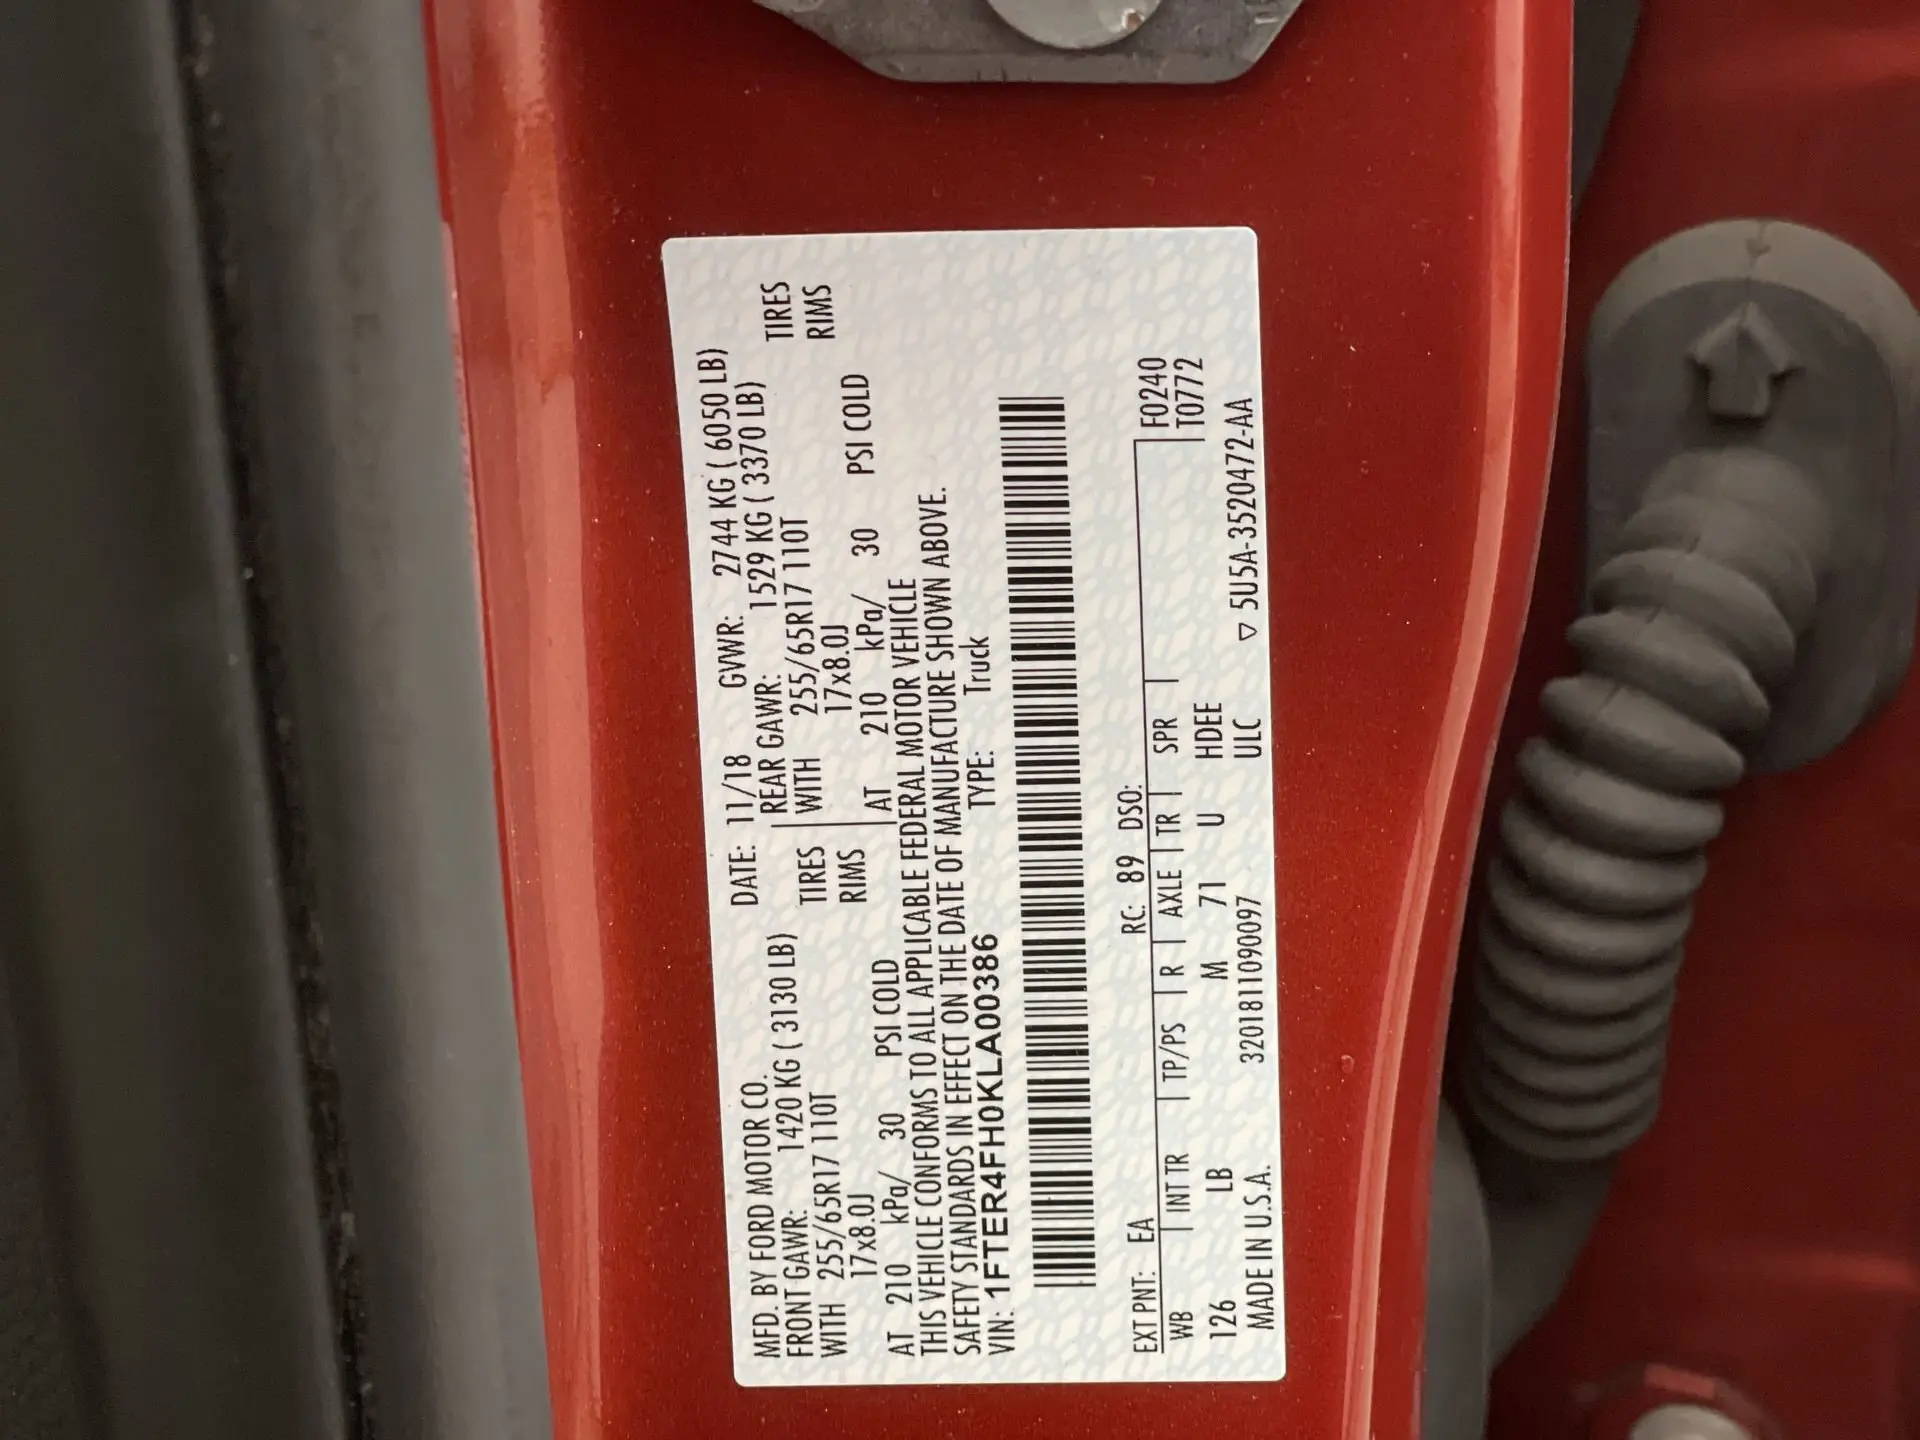 MFD. BY FORD MOTOR CO. DATE: 11/18 GVWR: 2744 KG ( 6050 LB)
FRONT GAWR: 1420 KG ( 3130 LB) REAR GAWR: 1529 KG ( 3370 LB)
WITH 255/65R17 110T TIRES WITH 255/65R17 110T TIRES
17x8.0J RIMS 17x8.0J RIMS
AT 210 kPa/ 30 PSI COLD AT 210 kPa/ 30 PSI COLD
THIS VEHICLE CONFORMS TO ALL APPLICABLE FEDERAL MOTOR VEHICLE
SAFETY STANDARDS IN EFFECT ON THE DATE OF MANUFACTURE SHOWN ABOVE.
VIN: 1FTER4FH0KLA00386 TYPE: Truck
EXT PNT: EA RC: 89 DSO: F0240
WB INT TR TP/PS R AXLE TR SPR T0772
126 LB M 71 U HDEE
MADE IN U.S.A. 3201811090097 ULC ▽ 5U5A-3520472-AA